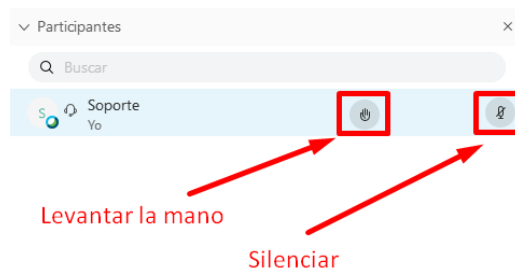 Participantes
Buscar
S
Soporte
Yo
Levantar la mano
Silenciar